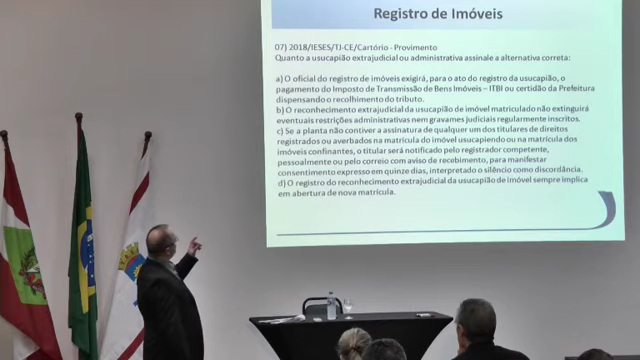 Registro de Imóveis
07) 2018/IESES/TJ-CE/Cartório - Provimento
Quanto a usucapião extrajudicial ou administrativa assinale a alternativa correta:
a) O oficial do registro de imóveis exigirá, para o ato do registro da usucapião, o
pagamento do Imposto de Transmissão de Bens Imóveis – ITBI ou certidão da Prefeitura
dispensando o recolhimento do tributo.
b) O reconhecimento extrajudicial da usucapião de imóvel matriculado não extinguirá
eventuais restrições administrativas nem gravames judiciais regularmente inscritos.
c) Se a planta não contiver a assinatura de qualquer um dos titulares de direitos
registrados ou averbados na matrícula do imóvel usucapiendo ou na matrícula dos
imóveis confinantes, o titular será notificado pelo registrador competente,
pessoalmente ou pelo correio com aviso de recebimento, para manifestar
consentimento expresso em quinze dias, interpretado o silêncio como discordância.
d) O registro do reconhecimento extrajudicial da usucapião de imóvel sempre implica
em abertura de nova matrícula.